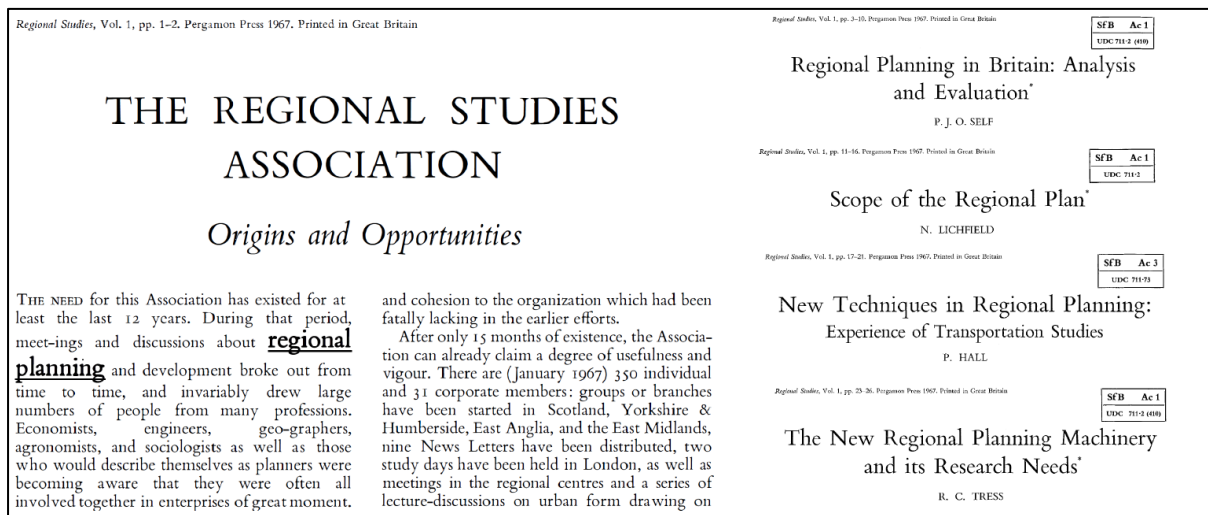 Regional Studies, Vol. 1, pp. 1–2. Pergamon Press 1967. Printed in Great Britain
THE REGIONAL STUDIES
ASSOCIATION
Origins and Opportunities
THE NEED for this Association has existed for at
least the last 12 years. During that period,
meet-ings and discussions about regional
planning and development broke out from
time to time, and invariably drew large
numbers of people from many professions.
Economists, engineers, geo-graphers,
agronomists, and sociologists as well as those
who would describe themselves as planners were
becoming aware that they were often all
involved together in enterprises of great moment.
and cohesion to the organization which had been
fatally lacking in the earlier efforts.
After only 15 months of existence, the Associa-
tion can already claim a degree of usefulness and
vigour. There are (January 1967) 350 individual
and 31 corporate members: groups or branches
have been started in Scotland, Yorkshire &
Humberside, East Anglia, and the East Midlands,
nine News Letters have been distributed, two
study days have been held in London, as well as
meetings in the regional centres and a series of
lecture-discussions on urban form drawing on
Regional Studies, Vol. 1, pp. 3–10. Pergamon Press 1967. Printed in Great Britain
SfB Ac 1
UDC 711·2 (410)
Regional Planning in Britain: Analysis
and Evaluation*
P. J. O. SELF
Regional Studies, Vol. 1, pp. 11–16. Pergamon Press 1967. Printed in Great Britain
SfB Ac 1
UDC 711·2
Scope of the Regional Plan*
N. LICHFIELD
Regional Studies, Vol. 1, pp. 17–21. Pergamon Press 1967. Printed in Great Britain
SfB Ac 3
UDC 711·73
New Techniques in Regional Planning:
Experience of Transportation Studies
P. HALL
Regional Studies, Vol. 1, pp. 23–26. Pergamon Press 1967. Printed in Great Britain
SfB Ac 1
UDC 711·2 (410)
The New Regional Planning Machinery
and its Research Needs*
R. C. TRESS